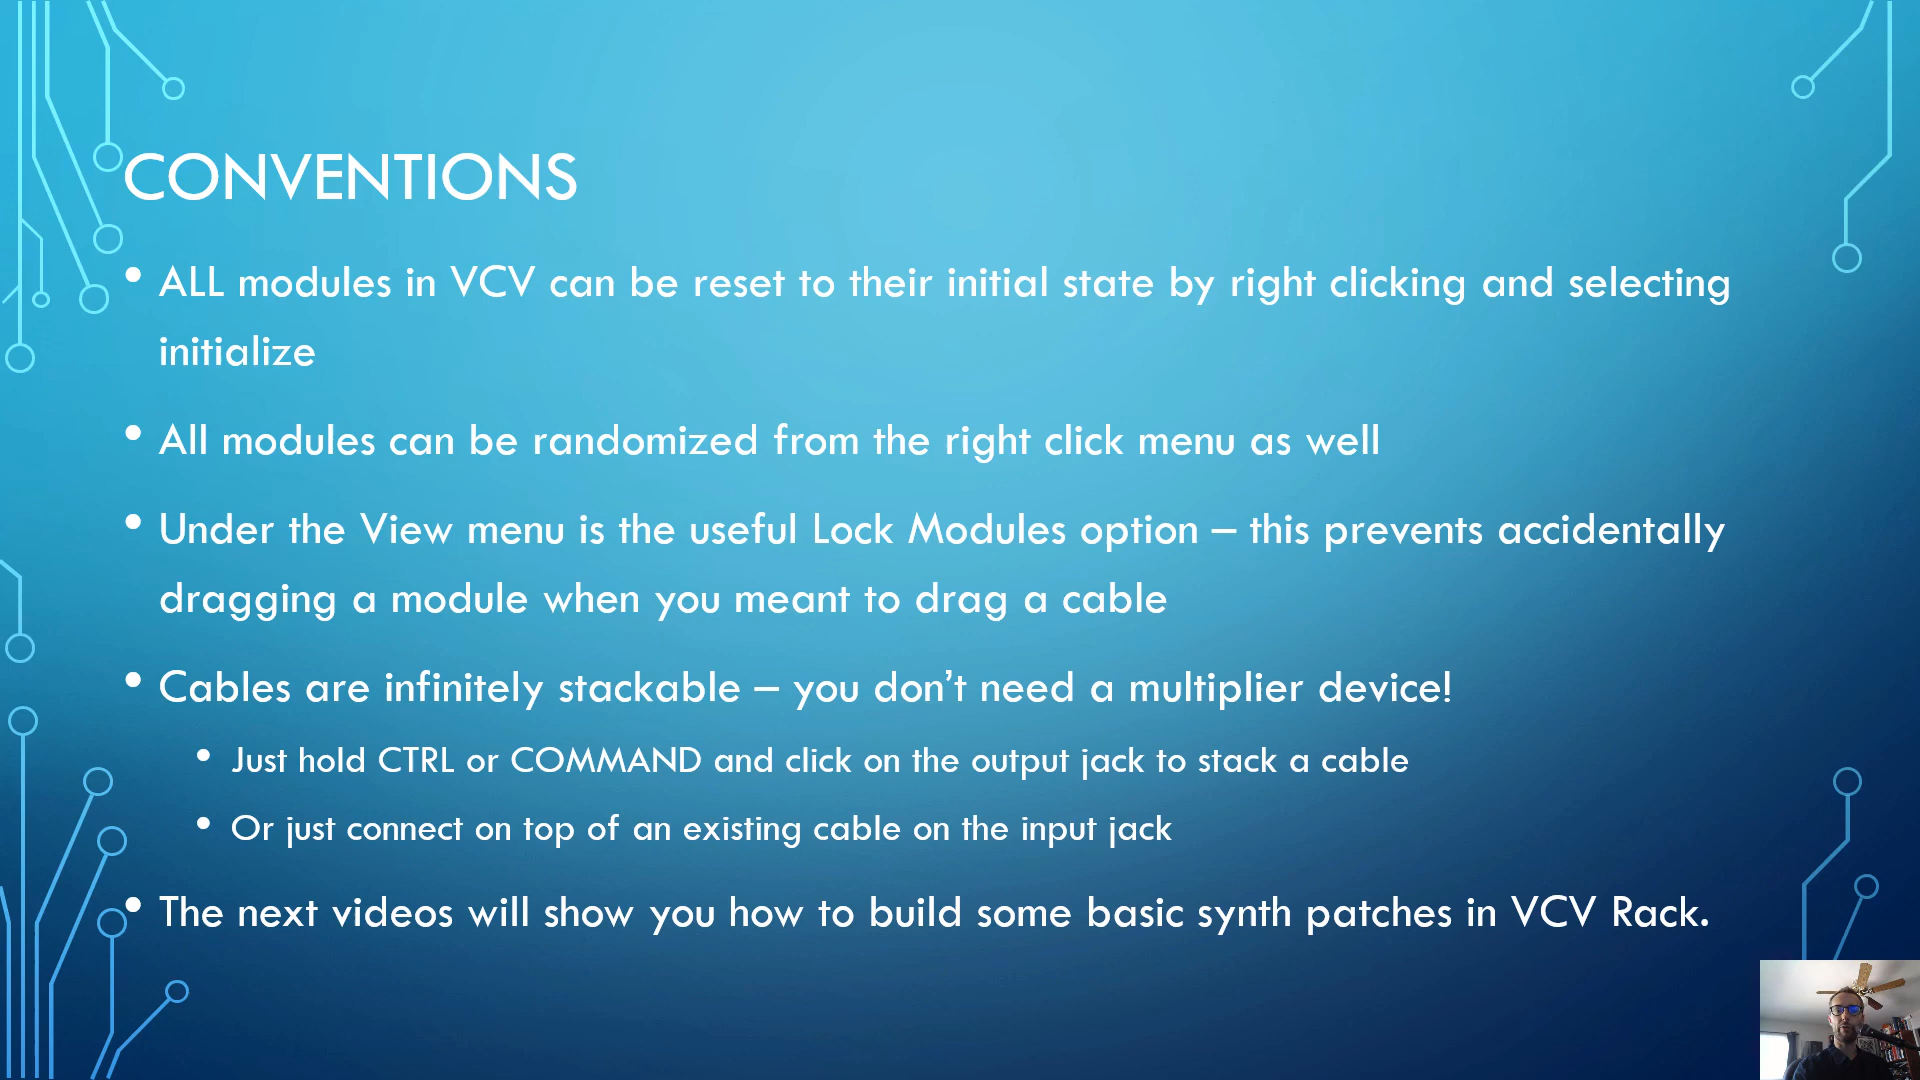 CONVENTIONS
• ALL modules in VCV can be reset to their initial state by right clicking and selecting
initialize
• All modules can be randomized from the right click menu as well
• Under the View menu is the useful Lock Modules option – this prevents accidentally
dragging a module when you meant to drag a cable
• Cables are infinitely stackable – you don’t need a multiplier device!
• Just hold CTRL or COMMAND and click on the output jack to stack a cable
• Or just connect on top of an existing cable on the input jack
• The next videos will show you how to build some basic synth patches in VCV Rack.